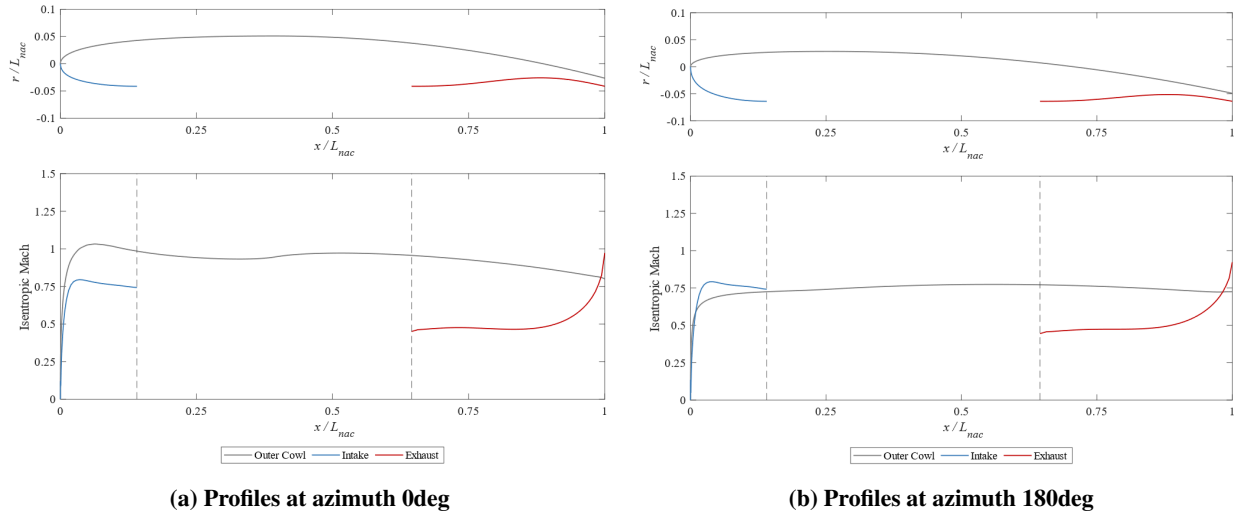 0.1
0.05
0
-0.05
-0.1
r / L_nac
0 0.25 0.5 0.75 1
x / L_nac
1.5
1.25
1
0.75
0.5
0.25
0
Isentropic Mach
0 0.25 0.5 0.75 1
x / L_nac
Outer Cowl Intake Exhaust
(a) Profiles at azimuth 0deg
0.1
0.05
0
-0.05
-0.1
r / L_nac
0 0.25 0.5 0.75 1
x / L_nac
1.5
1.25
1
0.75
0.5
0.25
0
Isentropic Mach
0 0.25 0.5 0.75 1
x / L_nac
Outer Cowl Intake Exhaust
(b) Profiles at azimuth 180deg